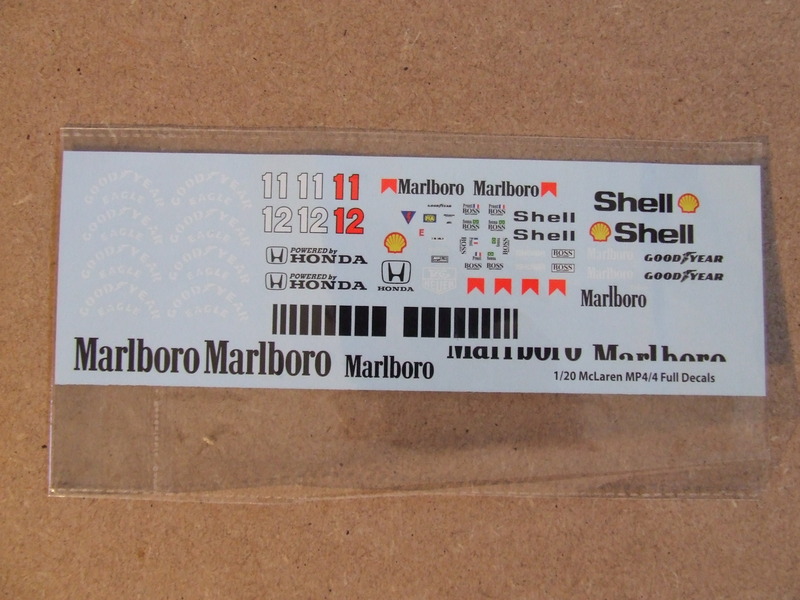 GOODYEAR EAGLE
GOODYEAR EAGLE
11 11 11
12 12 12
POWERED by
HONDA
POWERED by
HONDA
HONDA
Marlboro Marlboro
Shell
Shell
Shell
Shell
BOSS
BOSS
E
GOODYEAR
GOODYEAR
GOODYEAR EAGLE
GOODYEAR EAGLE
Marlboro
Marlboro
Marlboro
Marlboro Marlboro Marlboro Marlboro Marlboro
1/20 McLaren MP4/4 Full Decals